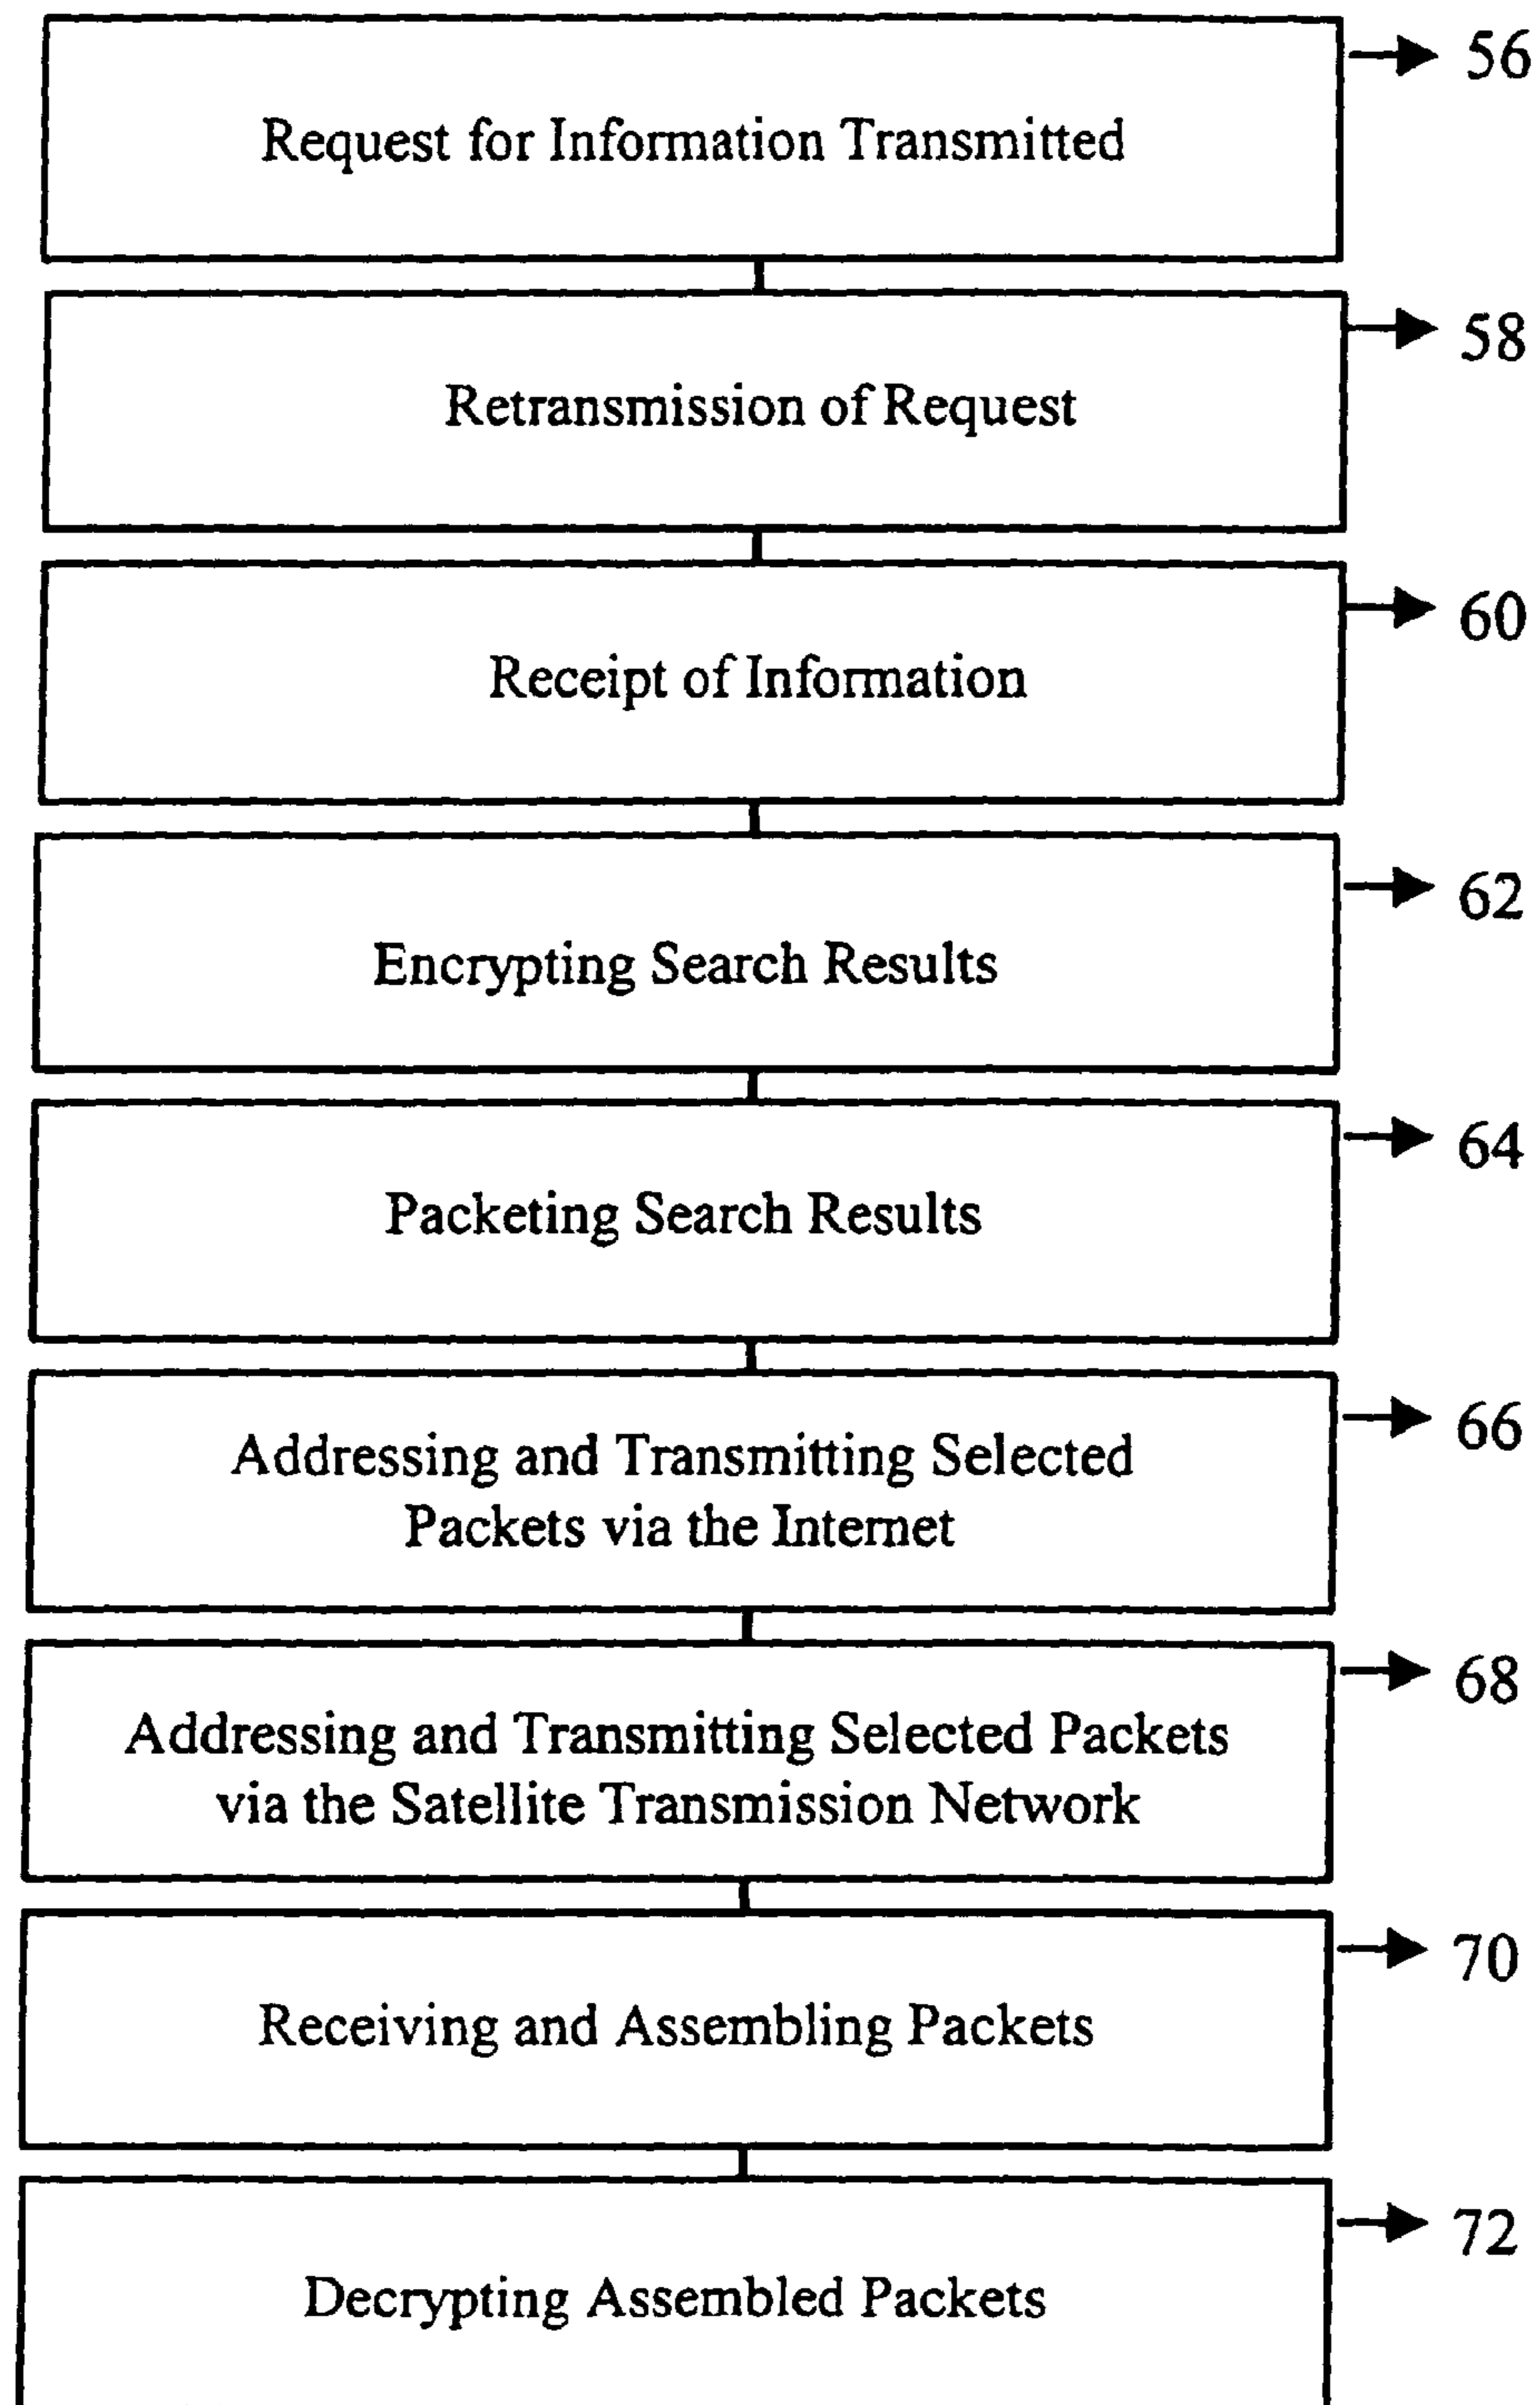 56
Request for Information Transmitted
58
Retransmission of Request
60
Receipt of Information
62
Encrypting Search Results
64
Packeting Search Results
66
Addressing and Transmitting Selected
Packets via the Internet
68
Addressing and Transmitting Selected Packets
via the Satellite Transmission Network
70
Receiving and Assembling Packets
72
Decrypting Assembled Packets